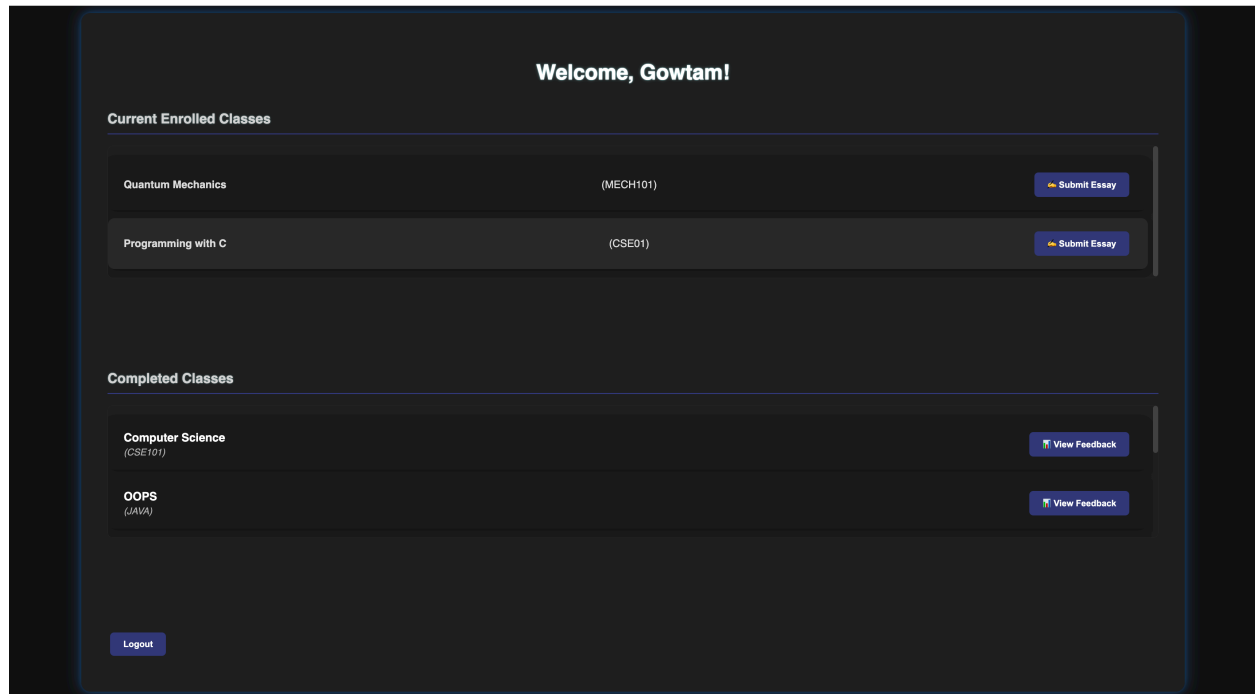 Welcome, Gowtam!
Current Enrolled Classes
Quantum Mechanics (MECH101) ✍️ Submit Essay
Programming with C (CSE01) ✍️ Submit Essay
Completed Classes
Computer Science
(CSE101)
📊 View Feedback
OOPS
(JAVA)
📊 View Feedback
Logout